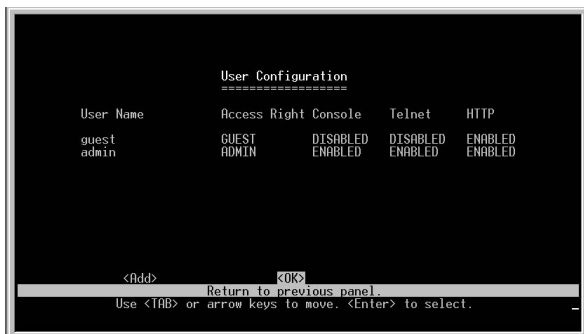 User Configuration
==================
User Name Access Right Console Telnet HTTP
guest GUEST DISABLED DISABLED ENABLED
admin ADMIN ENABLED ENABLED ENABLED
<Add> <OK>
Return to previous panel.
Use <TAB> or arrow keys to move. <Enter> to select.